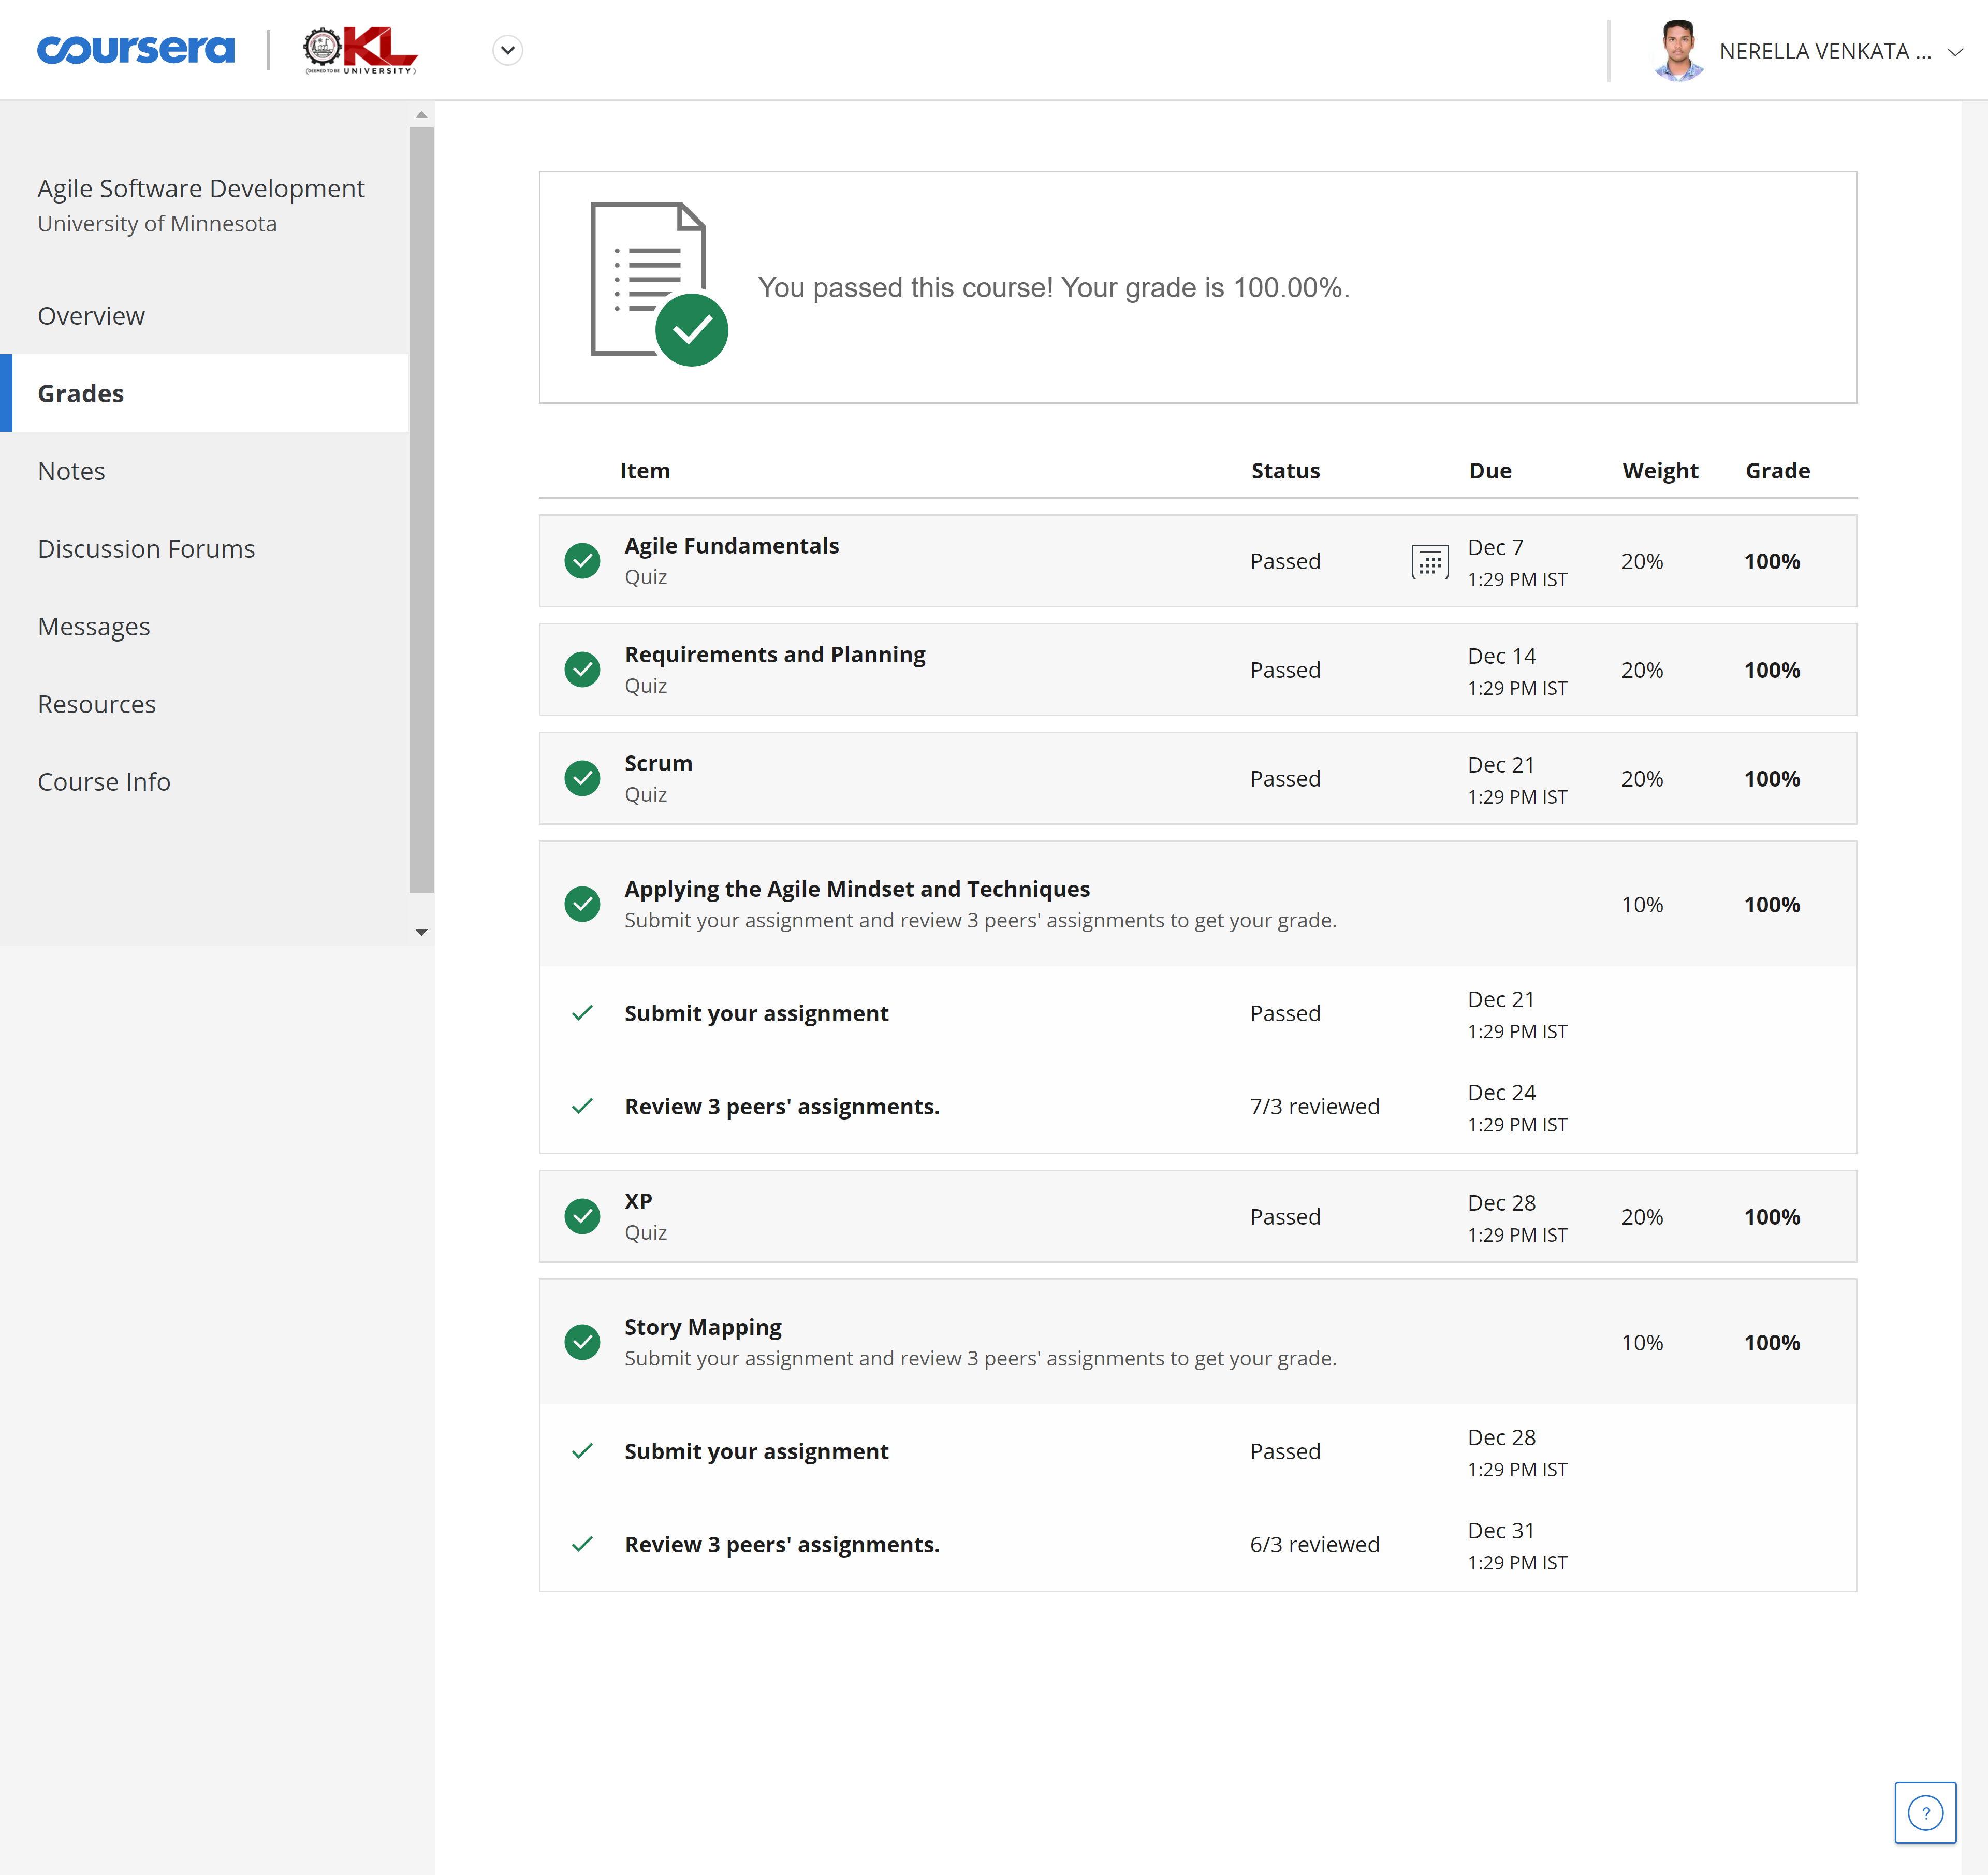 coursera
KL
(DEEMED TO BE UNIVERSITY)
NERELLA VENKATA ...
Agile Software Development
University of Minnesota
Overview
Grades
Notes
Discussion Forums
Messages
Resources
Course Info
You passed this course! Your grade is 100.00%.
Item Status Due Weight Grade
Agile Fundamentals
Quiz
Passed
Dec 7
1:29 PM IST
20%
100%
Requirements and Planning
Quiz
Passed
Dec 14
1:29 PM IST
20%
100%
Scrum
Quiz
Passed
Dec 21
1:29 PM IST
20%
100%
Applying the Agile Mindset and Techniques
Submit your assignment and review 3 peers' assignments to get your grade.
10%
100%
Submit your assignment
Passed
Dec 21
1:29 PM IST
Review 3 peers' assignments.
7/3 reviewed
Dec 24
1:29 PM IST
XP
Quiz
Passed
Dec 28
1:29 PM IST
20%
100%
Story Mapping
Submit your assignment and review 3 peers' assignments to get your grade.
10%
100%
Submit your assignment
Passed
Dec 28
1:29 PM IST
Review 3 peers' assignments.
6/3 reviewed
Dec 31
1:29 PM IST
?